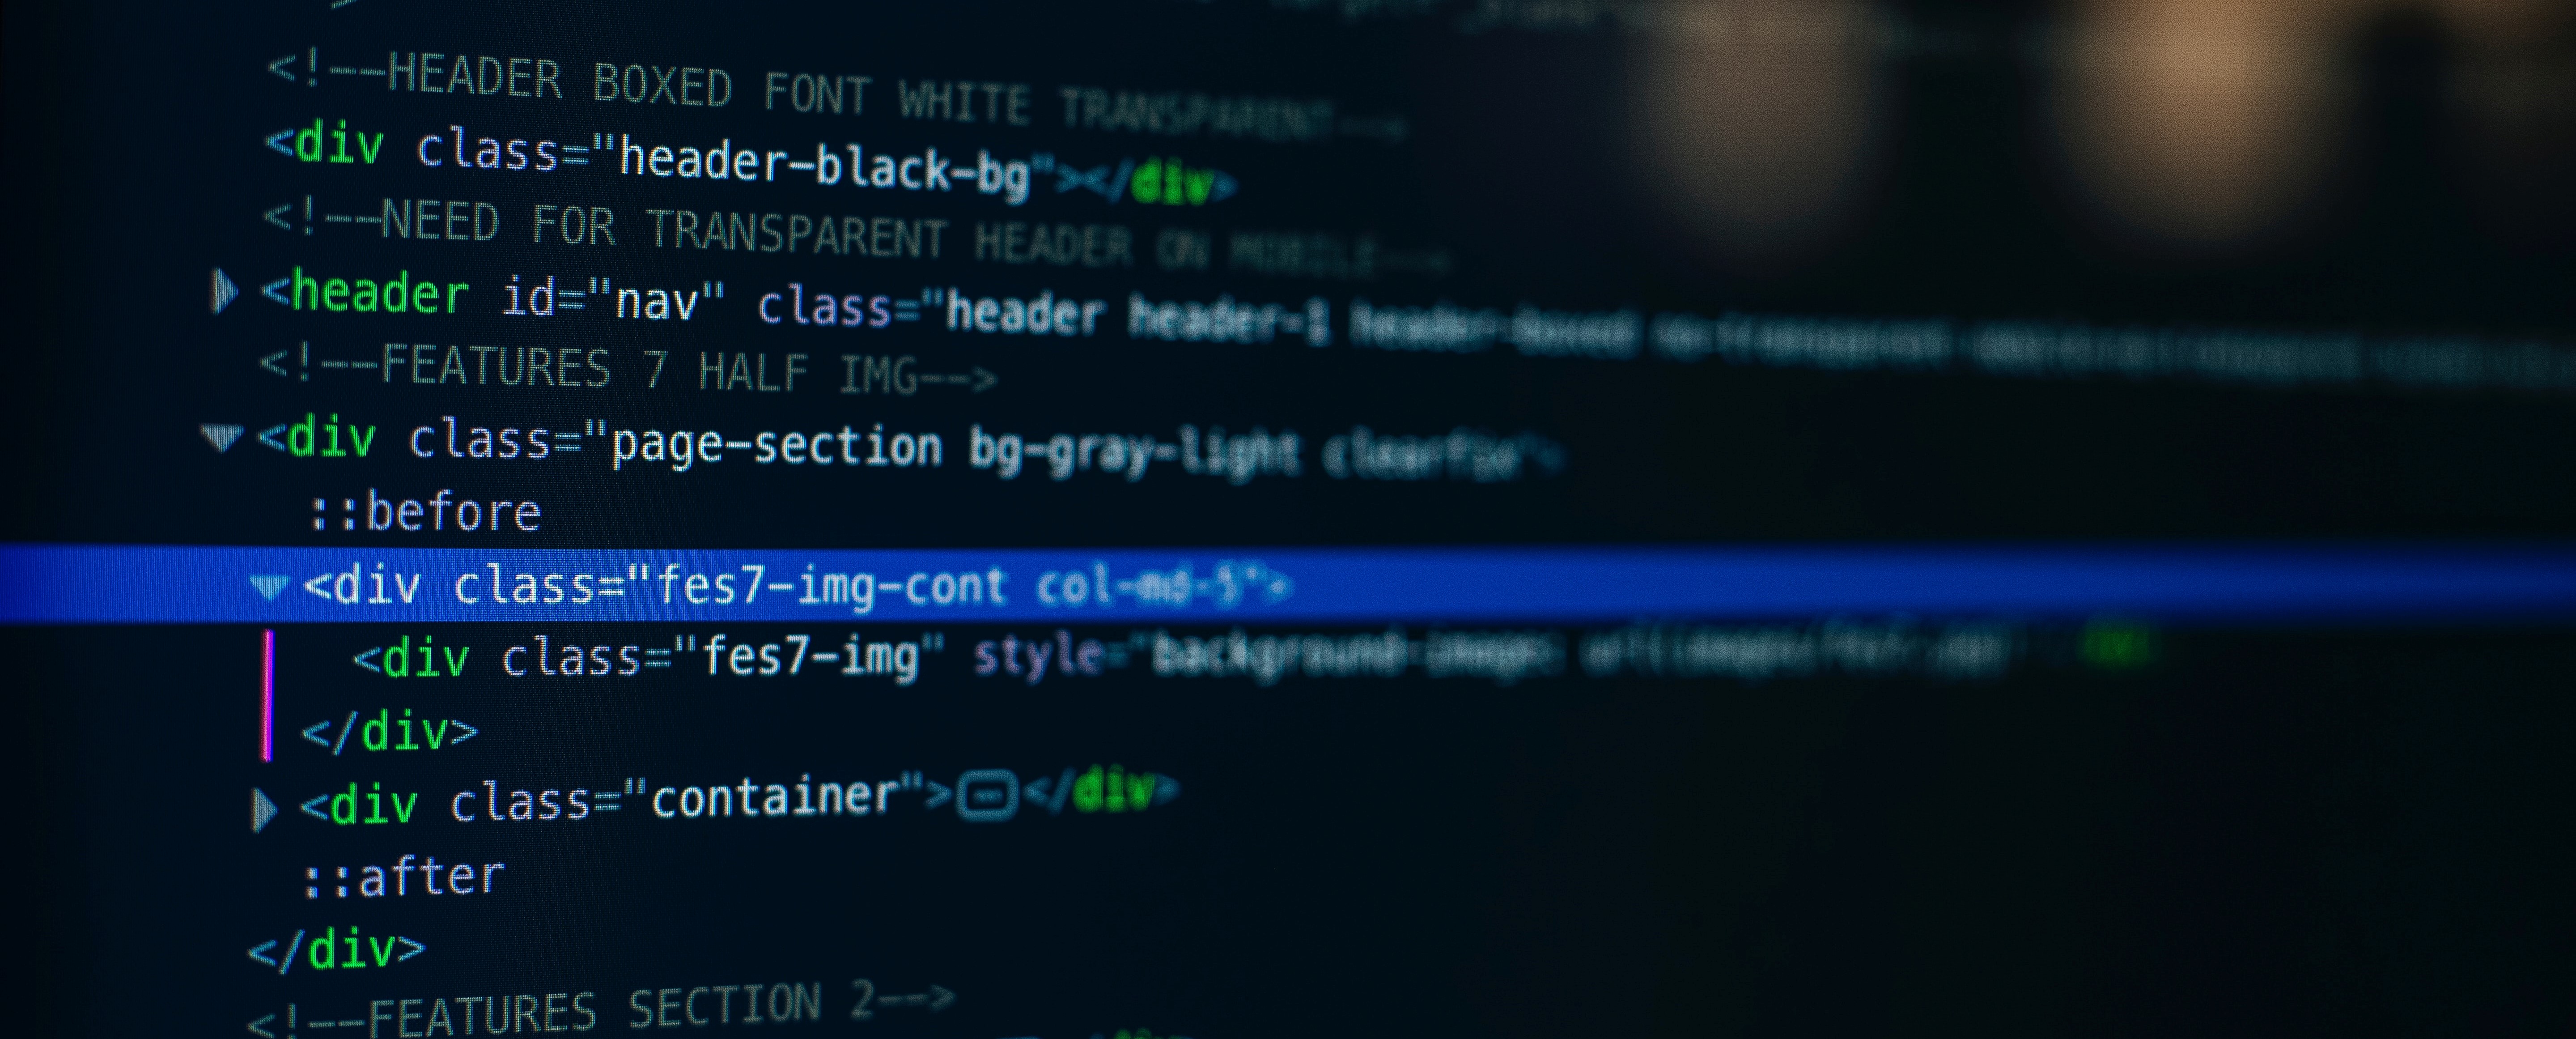 <!--HEADER BOXED FONT WHITE TRANSPARENT-->
<div class="header-black-bg"></div>
<!--NEED FOR TRANSPARENT HEADER ON MOBILE-->
<header id="nav" class="header header-1 header-boxed
<!--FEATURES 7 HALF IMG-->
<div class="page-section bg-gray-light clearfix">
::before
<div class="fes7-img-cont col-md-5">
<div class="fes7-img" style="background-image:
</div>
<div class="container"></div>
::after
</div>
<!--FEATURES SECTION 2-->